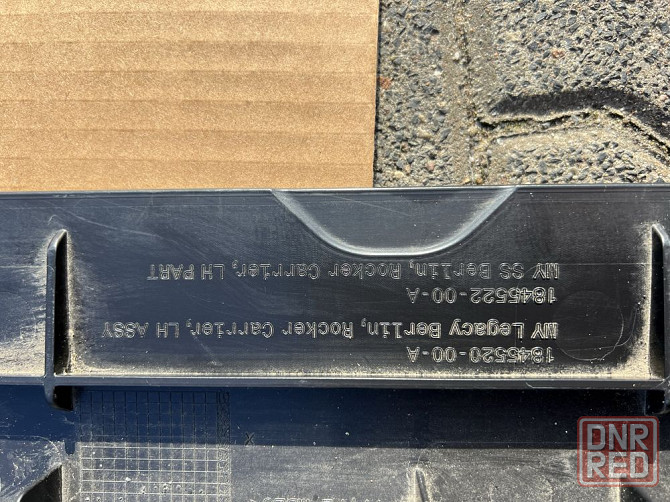 1845520-00-A
MY Legacy Berlin, Rocker Carrier, LH ASSY
1845522-00-A
MY SS Berlin, Rocker Carrier, LH PART
DNR
RED